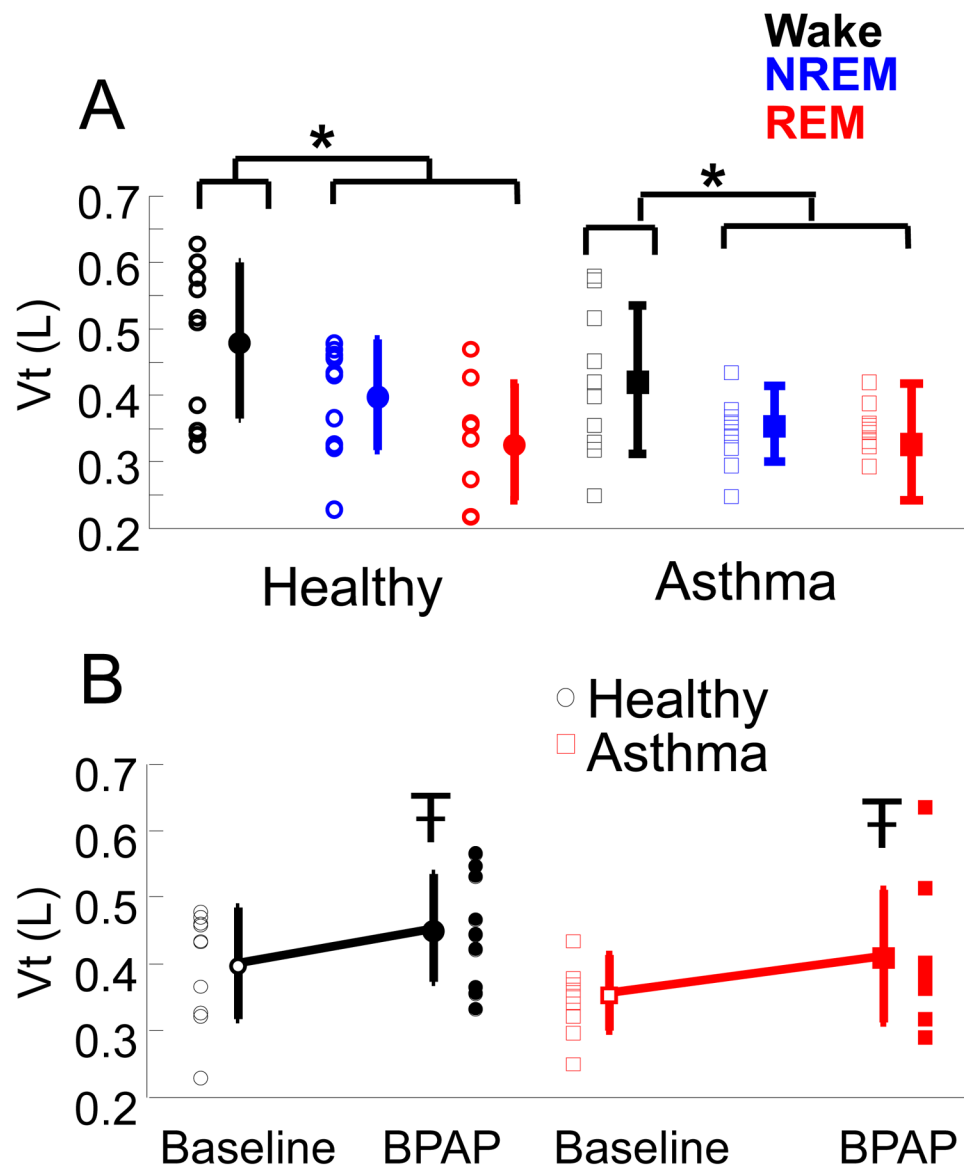 Wake
NREM
REM
A
*
*
0.7
0.6
0.5
0.4
0.3
0.2
Vt (L)
Healthy
Asthma
B
Healthy
Asthma
0.7
0.6
0.5
0.4
0.3
0.2
Vt (L)
Ŧ
Ŧ
Baseline
BPAP
Baseline
BPAP